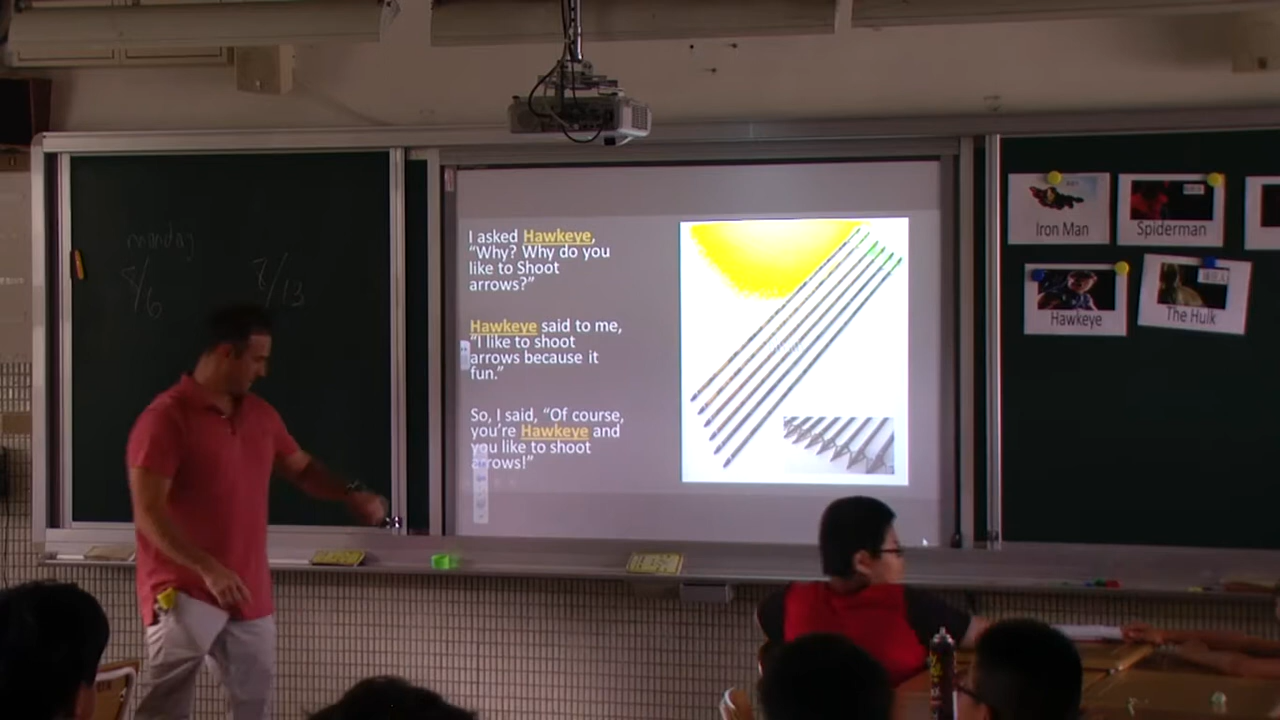 monday
8/6
8/13
I asked Hawkeye,
"Why? Why do you
like to Shoot
arrows?"
Hawkeye said to me,
"I like to shoot
arrows because it
fun."
So, I said, "Of course,
you're Hawkeye and
you like to shoot
arrows!"
Iron Man
Spiderman
Hawkeye
The Hulk